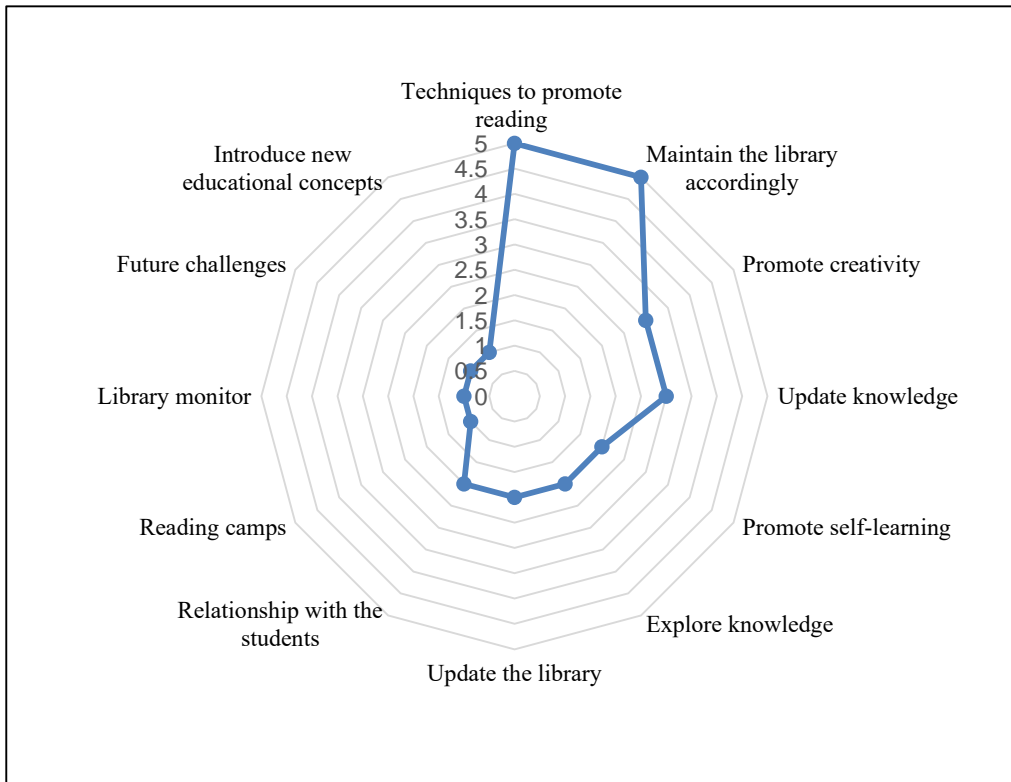 Techniques to promote
reading
Maintain the library
accordingly
Promote creativity
Update knowledge
Promote self-learning
Explore knowledge
Update the library
Relationship with the
students
Reading camps
Library monitor
Future challenges
Introduce new
educational concepts
5
4.5
4
3.5
3
2.5
2
1.5
1
0.5
0